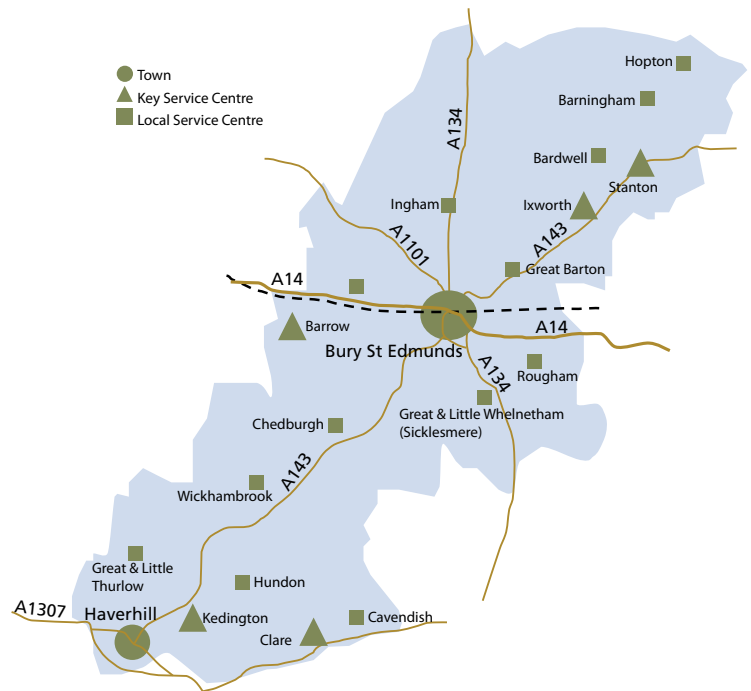 Town
Key Service Centre
Local Service Centre
Hopton
Barningham
A134
Bardwell
Stanton
Ingham
Ixworth
A1101
A143
Great Barton
A14
Barrow
A14
Bury St Edmunds
A134
Rougham
Great & Little Whelnetham
(Sicklesmere)
Chedburgh
A143
Wickhambrook
Great & Little
Thurlow
Hundon
A1307
Haverhill
Kedington
Cavendish
Clare